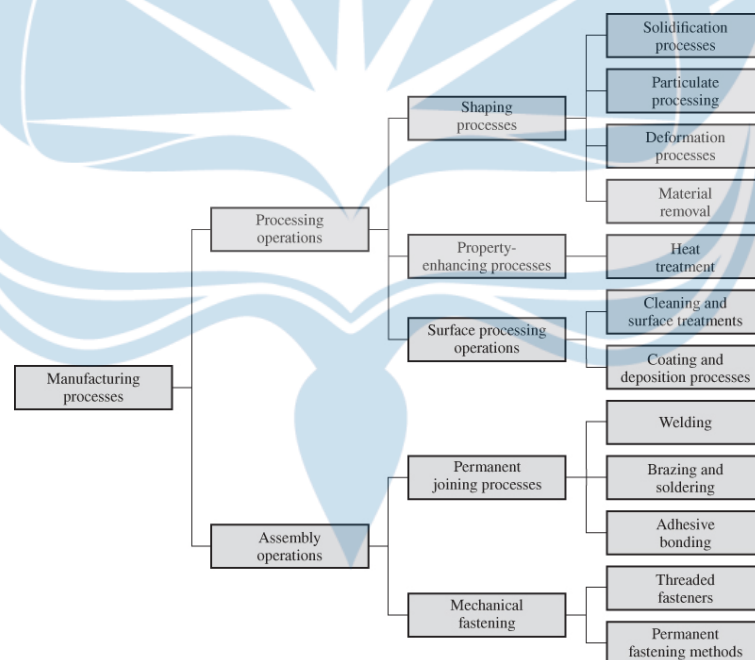 Solidification
processes
Particulate
processing
Shaping
processes
Deformation
processes
Material
removal
Processing
operations
Property-
enhancing processes
Heat
treatment
Cleaning and
surface treatments
Surface processing
operations
Coating and
deposition processes
Manufacturing
processes
Welding
Permanent
joining processes
Brazing and
soldering
Adhesive
bonding
Assembly
operations
Threaded
fasteners
Mechanical
fastening
Permanent
fastening methods